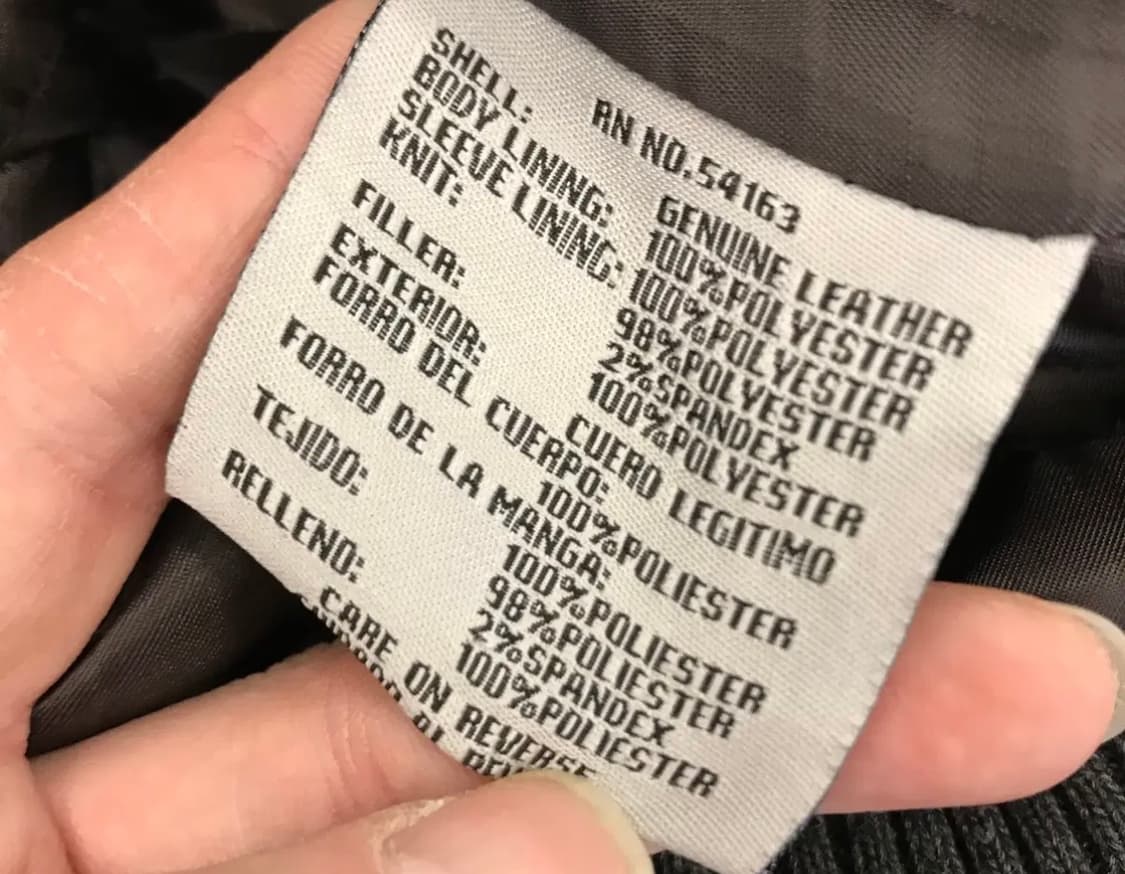 RN NO.54163
SHELL: GENUINE LEATHER
BODY LINING: 100%POLYESTER
SLEEVE LINING: 100%POLYESTER
KNIT: 98%POLYESTER
2%SPANDEX
FILLER: 100%POLYESTER
EXTERIOR: CUERO LEGITIMO
FORRO DEL CUERPO:
100%POLIESTER
FORRO DE LA MANGA:
100%POLIESTER
TEJIDO: 98%POLIESTER
2%SPANDEX
RELLENO: 100%POLIESTER
CARE ON REVERSE